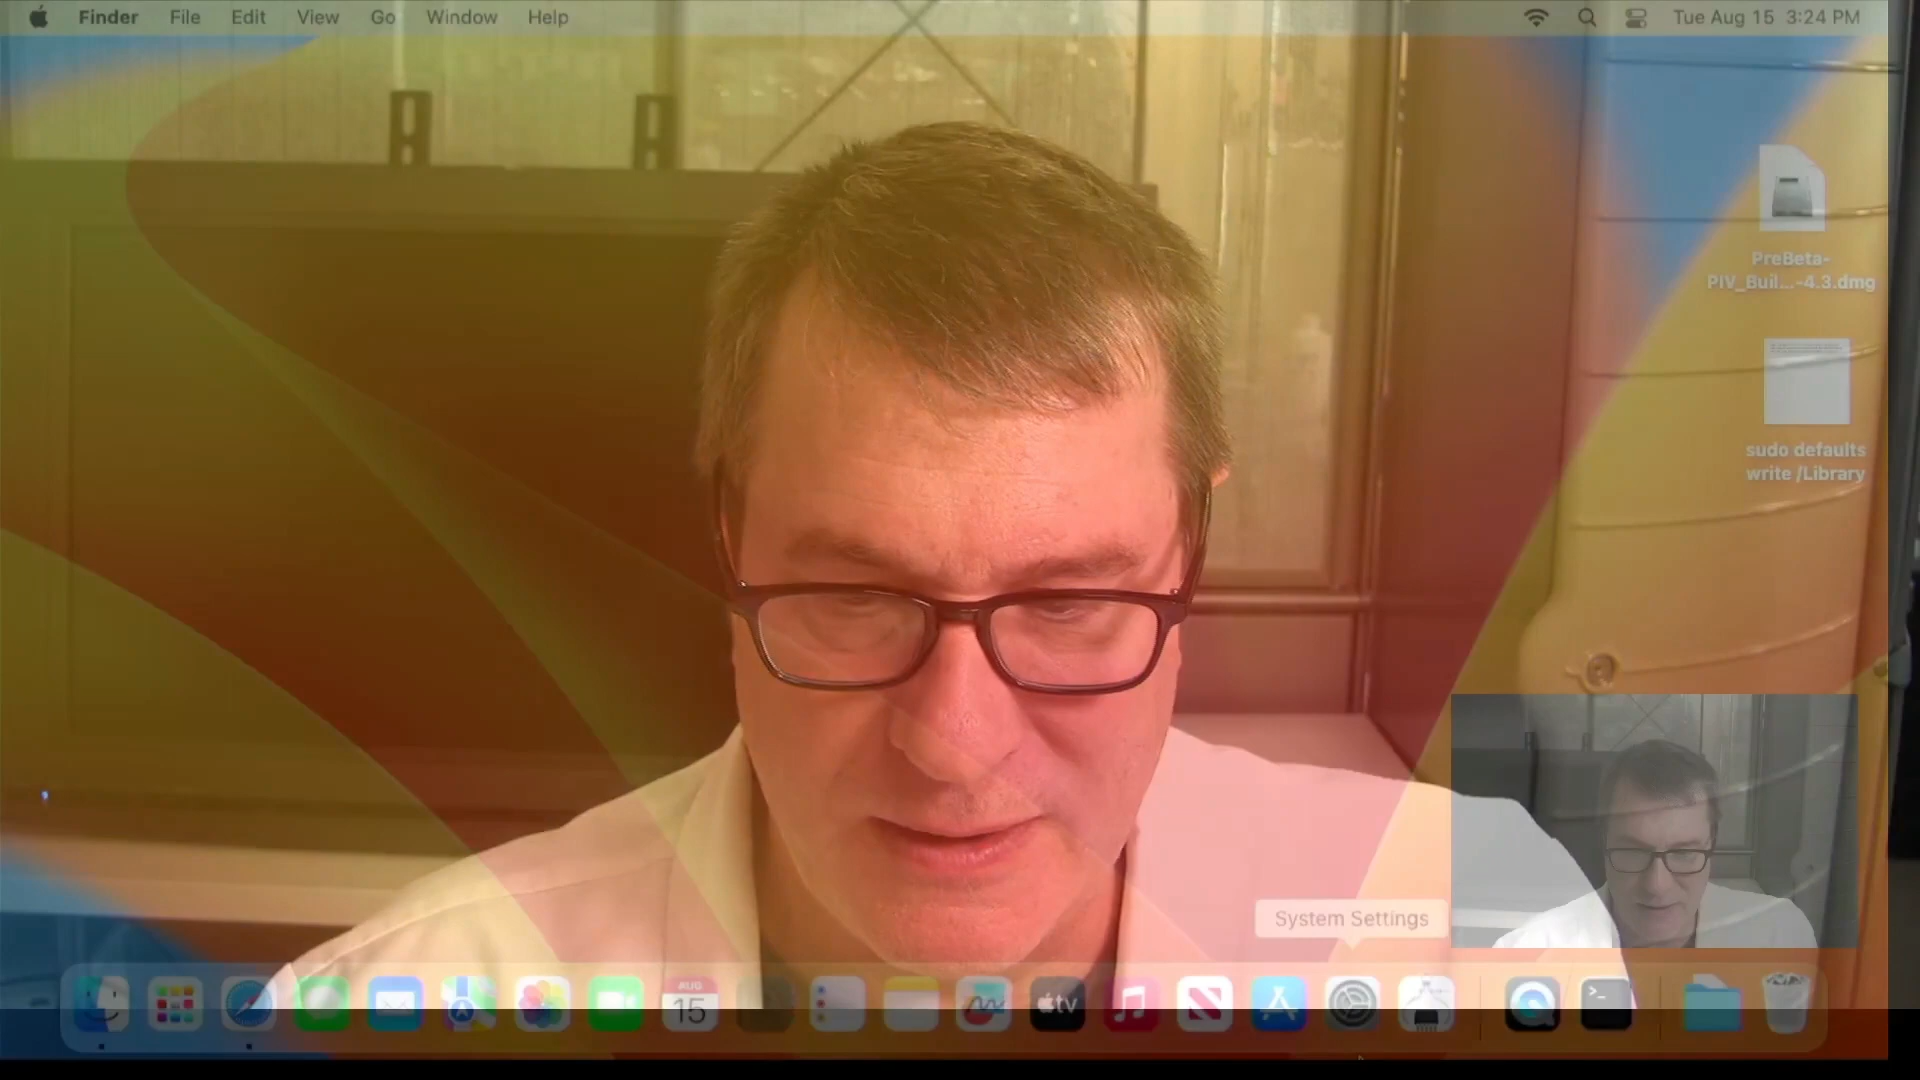 Finder File Edit View Go Window Help Tue Aug 15 3:24 PM
PreBeta-
PIV_Buil...-4.3.dmg
sudo defaults
write /Library
System Settings
AUG
15
tv
>_